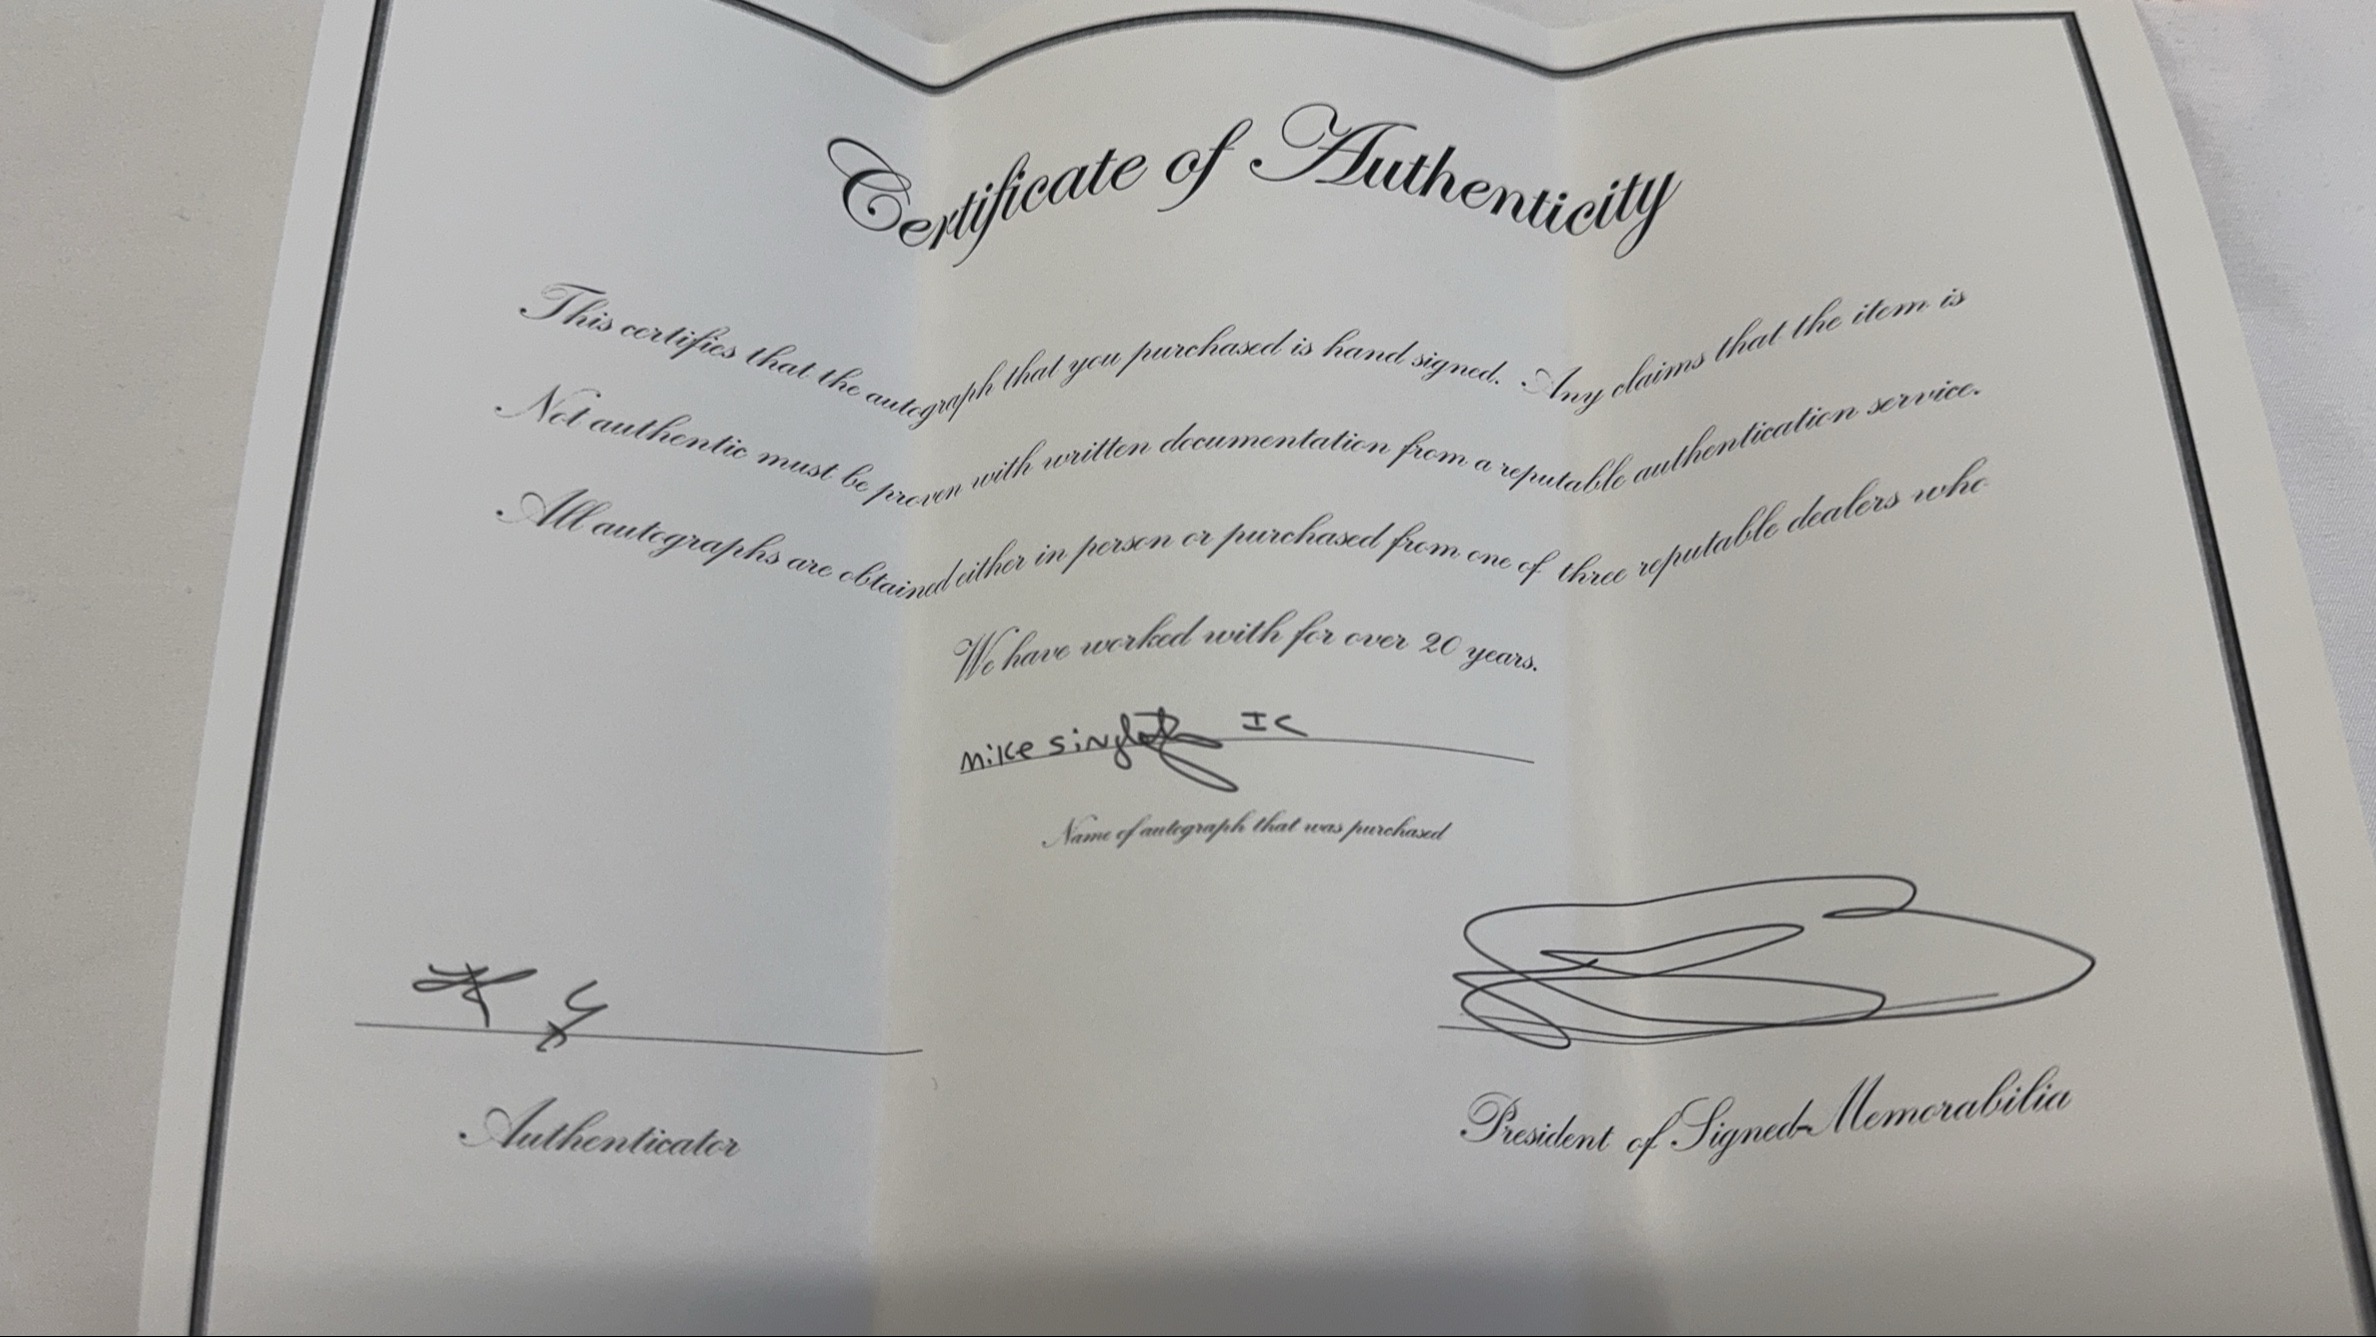 Certificate of Authenticity
This certifies that the autograph that you purchased is hand signed. Any claims that the item is
Not authentic must be proven with written documentation from a reputable authentication service.
All autographs are obtained either in person or purchased from one of three reputable dealers who
We have worked with for over 20 years.
mike
Name of autograph that was purchased
Authenticator
President of Signed-Memorabilia